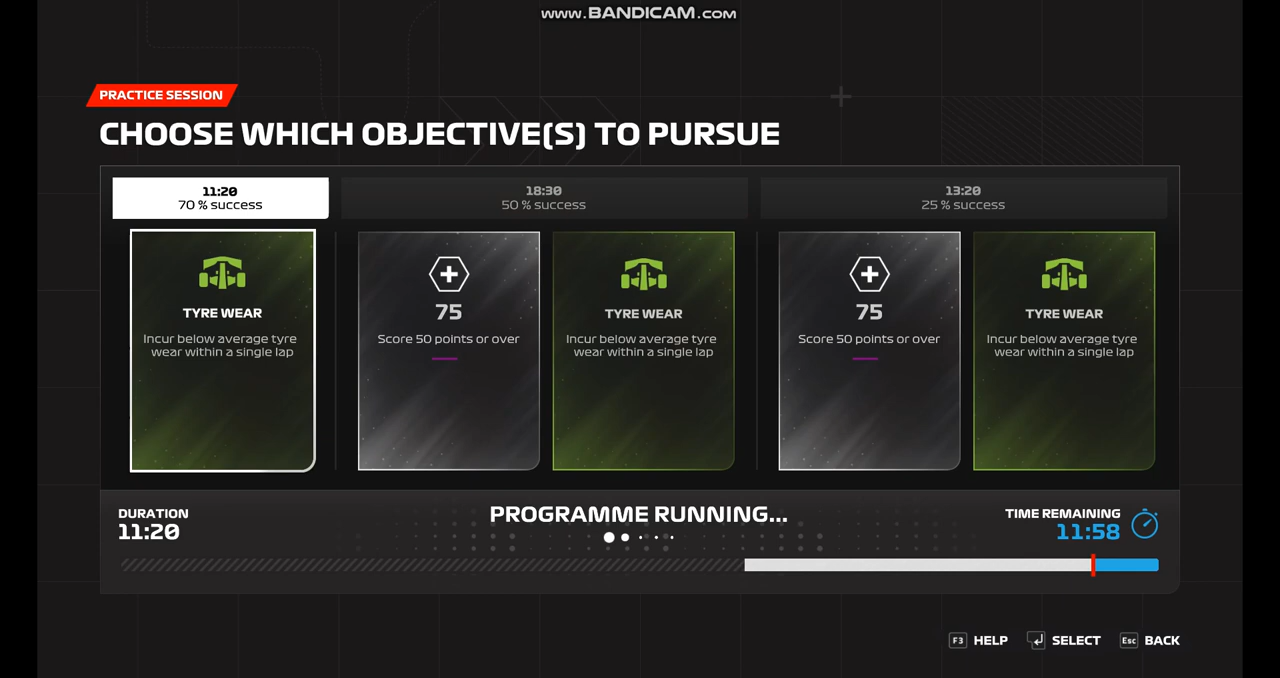 www.BANDICAM.com
PRACTICE SESSION
CHOOSE WHICH OBJECTIVE(S) TO PURSUE
11:20
70 % success
18:30
50 % success
13:20
25 % success
TYRE WEAR
Incur below average tyre
wear within a single lap
75
Score 50 points or over
TYRE WEAR
Incur below average tyre
wear within a single lap
75
Score 50 points or over
TYRE WEAR
Incur below average tyre
wear within a single lap
DURATION
11:20
PROGRAMME RUNNING...
TIME REMAINING
11:58
F3 HELP
SELECT
Esc BACK